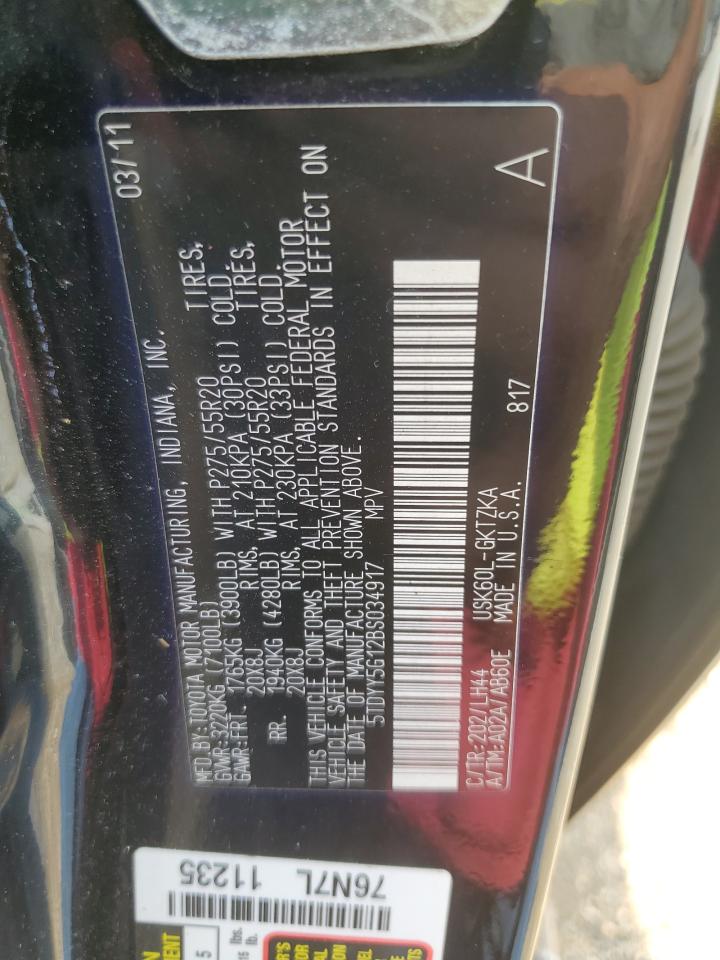 MFD BY: TOYOTA MOTOR MANUFACTURING, INDIANA, INC. 03/11
GVWR:3220KG (7100LB)
GAWR:FRT. 1765KG (3900LB) WITH P275/55R20 TIRES,
20X8J RIMS, AT 210KPA (30PSI) COLD.
RR. 1940KG (4280LB) WITH P275/55R20 TIRES,
20X8J RIMS, AT 230KPA (33PSI) COLD.
THIS VEHICLE CONFORMS TO ALL APPLICABLE FEDERAL MOTOR
VEHICLE SAFETY AND THEFT PREVENTION STANDARDS IN EFFECT ON
THE DATE OF MANUFACTURE SHOWN ABOVE.
5TDYY5G12BS034917 MPV
C/TR:202/LH44 USK60L-GKTZKA
A/TM:A02A/AB60E MADE IN U.S.A. 817
A
11235
76N7L
5
lbs.
lb.